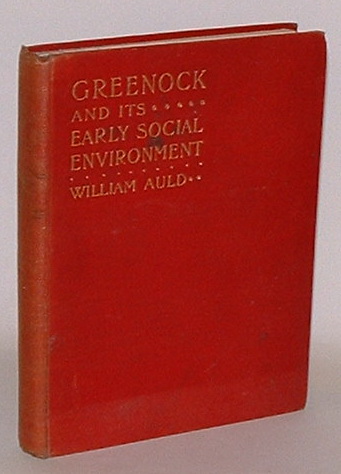 GREENOCK
AND ITS •••••
EARLY SOCIAL
ENVIRONMENT
• • • • • • • • • •
WILLIAM AULD••